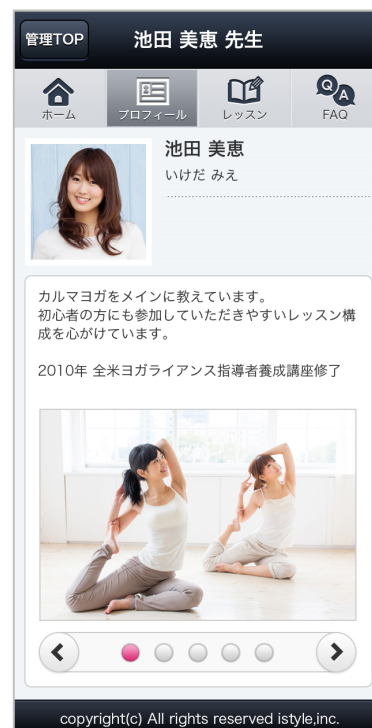 管理TOP
池田 美恵 先生
ホーム
プロフィール
レッスン
FAQ
池田 美恵
いけだ みえ
カルマヨガをメインに教えています。
初心者の方にも参加していただきやすいレッスン構
成を心がけています。
2010年 全米ヨガライアンス指導者養成講座修了
copyright(c) All rights reserved istyle,inc.